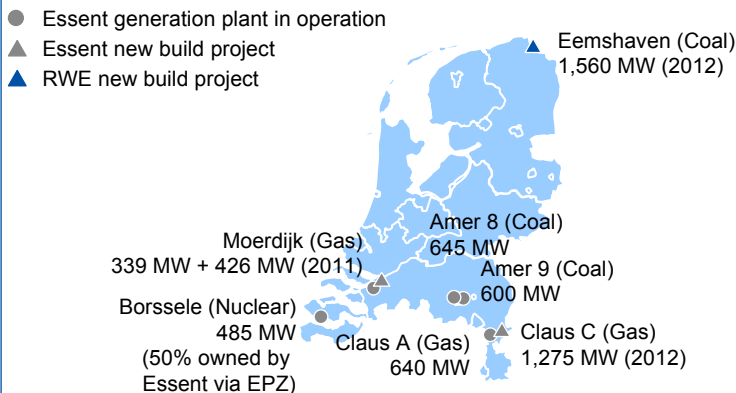 Essent generation plant in operation
Essent new build project
RWE new build project
Eemshaven (Coal)
1,560 MW (2012)
Amer 8 (Coal)
645 MW
Moerdijk (Gas)
339 MW + 426 MW (2011)
Amer 9 (Coal)
600 MW
Borssele (Nuclear)
485 MW
(50% owned by
Essent via EPZ)
Claus A (Gas)
640 MW
Claus C (Gas)
1,275 MW (2012)